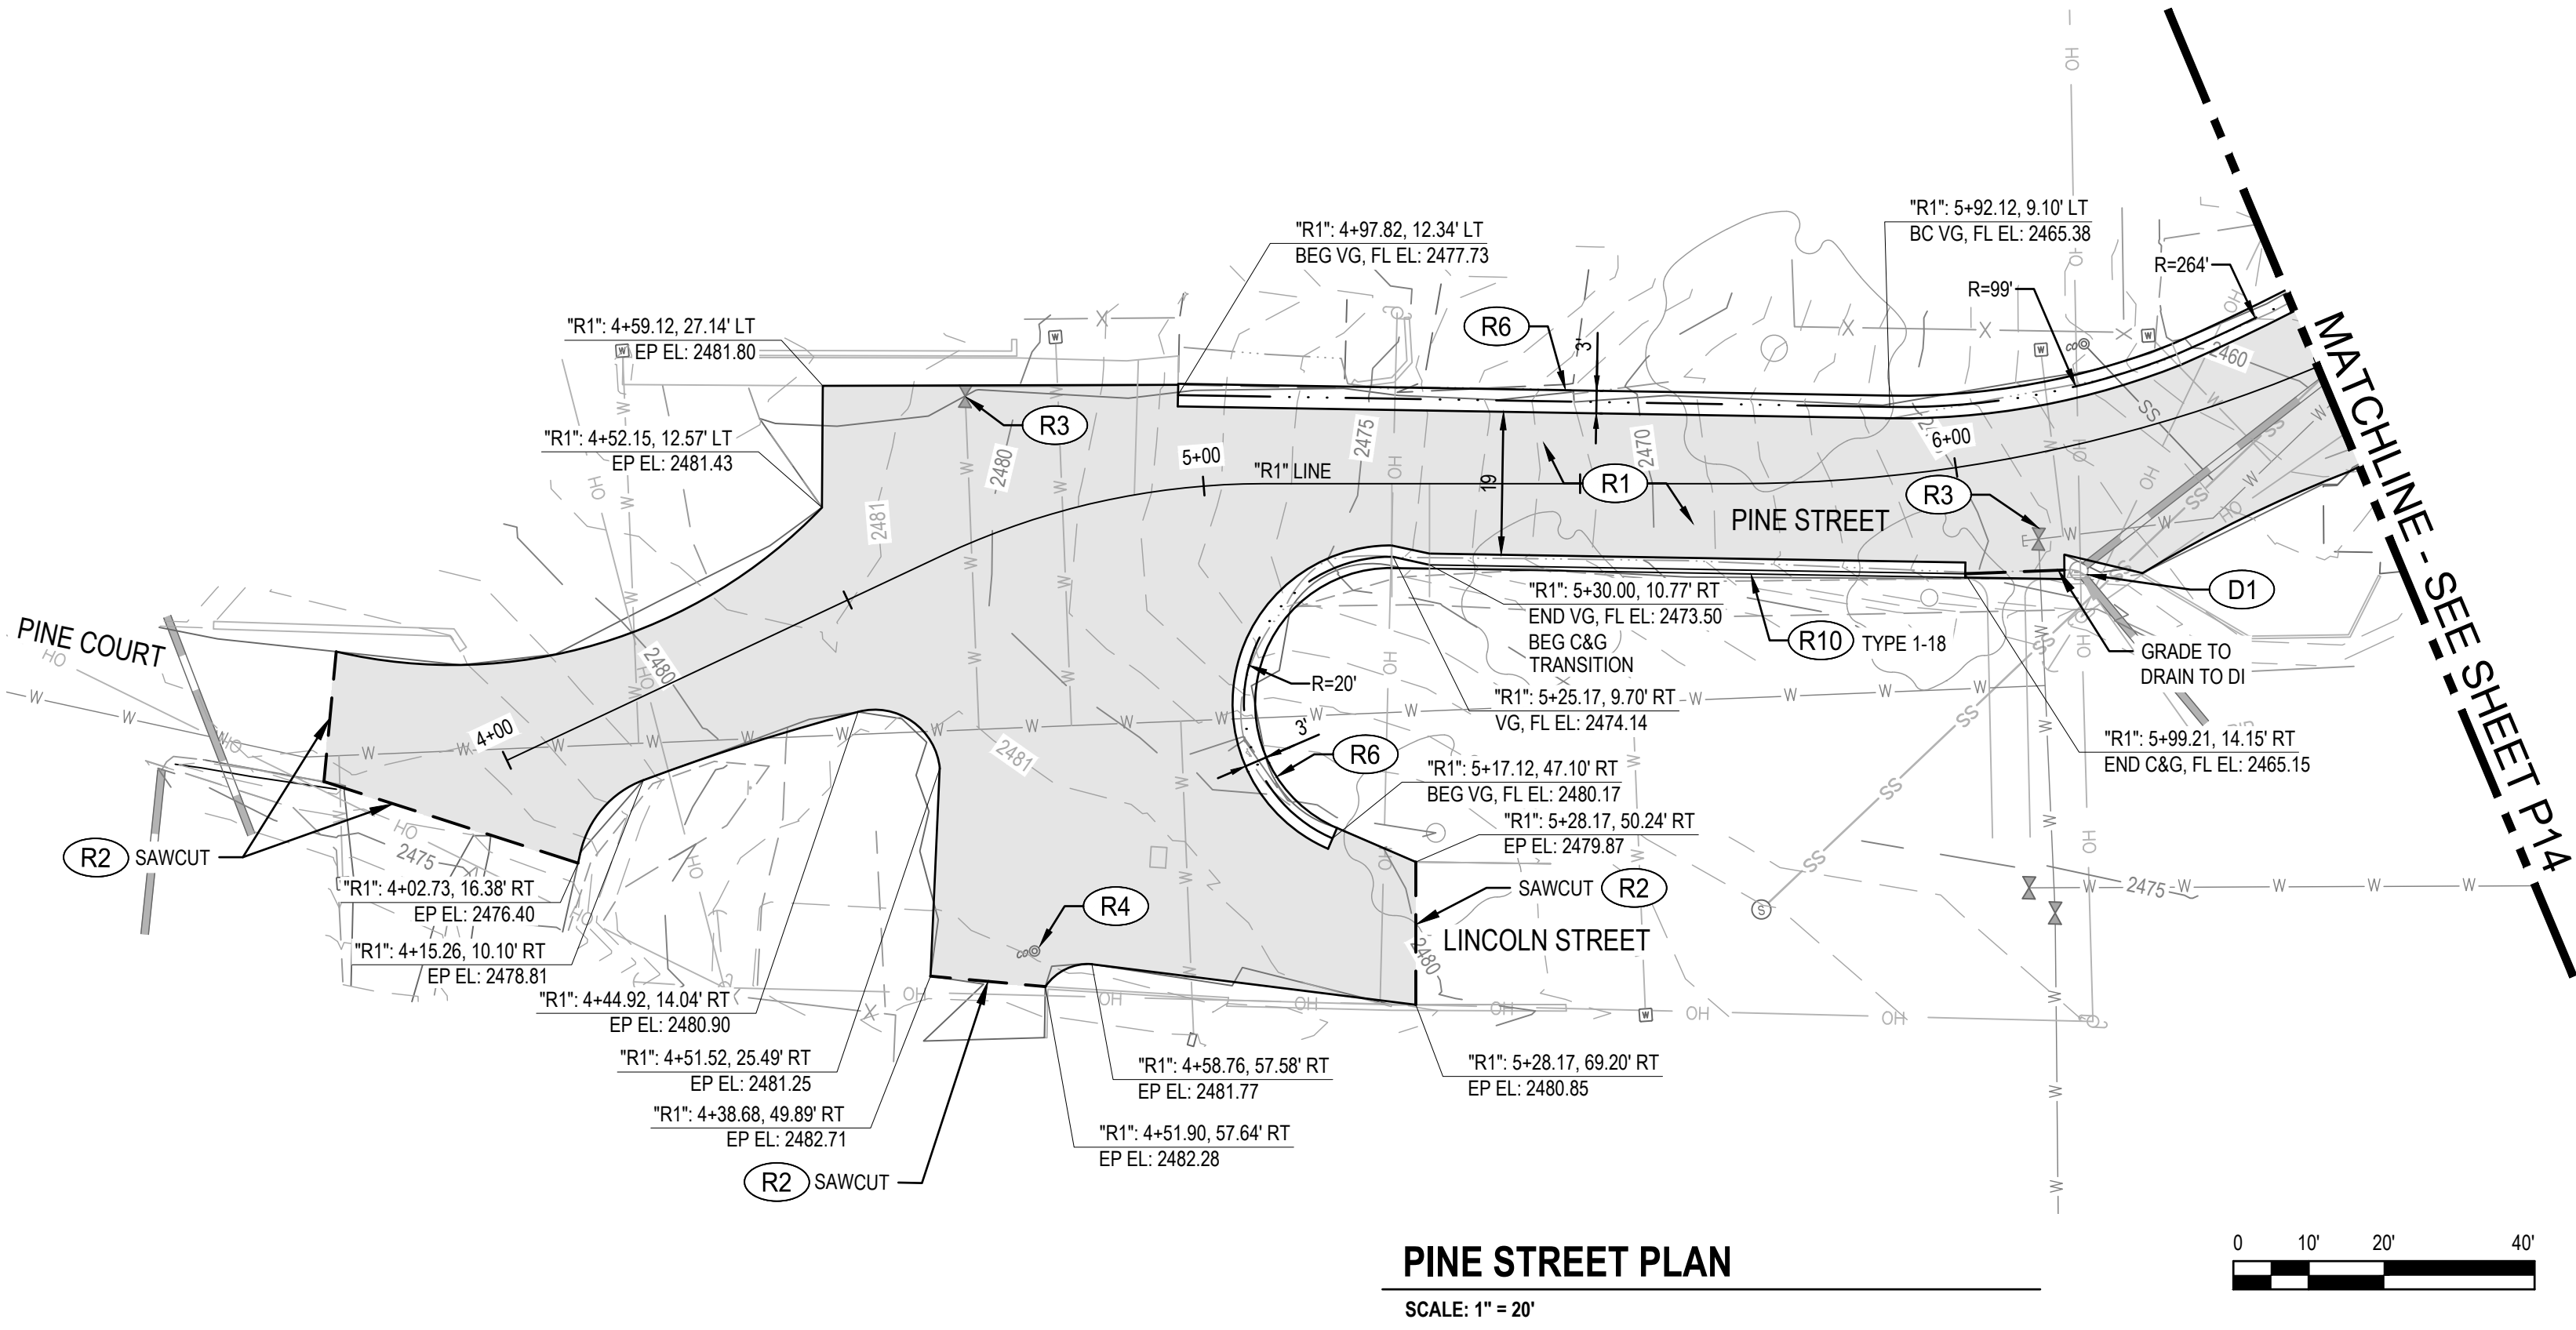 "R1": 5+92.12, 9.10' LT
BC VG, FL EL: 2465.38
"R1": 4+97.82, 12.34' LT
BEG VG, FL EL: 2477.73
R=264'
R=99'
"R1": 4+59.12, 27.14' LT
EP EL: 2481.80
R6
3'
R3
"R1": 4+52.15, 12.57' LT
EP EL: 2481.43
2460
2480
2475
2470
2481
5+00
6+00
"R1" LINE
19
R1
R3
PINE STREET
MATCHLINE - SEE SHEET P14
D1
"R1": 5+30.00, 10.77' RT
END VG, FL EL: 2473.50
BEG C&G
TRANSITION
R10
TYPE 1-18
GRADE TO
DRAIN TO DI
PINE COURT
2480
R=20'
"R1": 5+25.17, 9.70' RT
VG, FL EL: 2474.14
4+00
3'
R6
2481
"R1": 5+99.21, 14.15' RT
END C&G, FL EL: 2465.15
"R1": 5+17.12, 47.10' RT
BEG VG, FL EL: 2480.17
"R1": 5+28.17, 50.24' RT
EP EL: 2479.87
R2
SAWCUT
2475
"R1": 4+02.73, 16.38' RT
EP EL: 2476.40
R4
SAWCUT
R2
2475
LINCOLN STREET
2480
"R1": 4+15.26, 10.10' RT
EP EL: 2478.81
"R1": 4+44.92, 14.04' RT
EP EL: 2480.90
"R1": 4+51.52, 25.49' RT
EP EL: 2481.25
"R1": 4+58.76, 57.58' RT
EP EL: 2481.77
"R1": 5+28.17, 69.20' RT
EP EL: 2480.85
"R1": 4+38.68, 49.89' RT
EP EL: 2482.71
"R1": 4+51.90, 57.64' RT
EP EL: 2482.28
R2
SAWCUT
PINE STREET PLAN
SCALE: 1" = 20'
0 10' 20' 40'